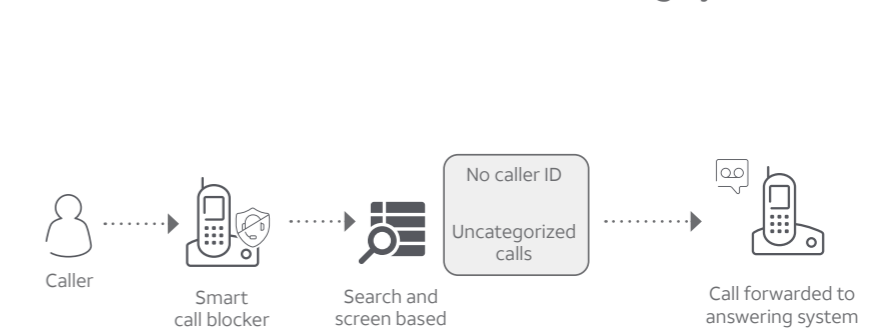 No caller ID
Uncategorized
calls
Caller
Smart
call blocker
Search and
screen based
Call forwarded to
answering system